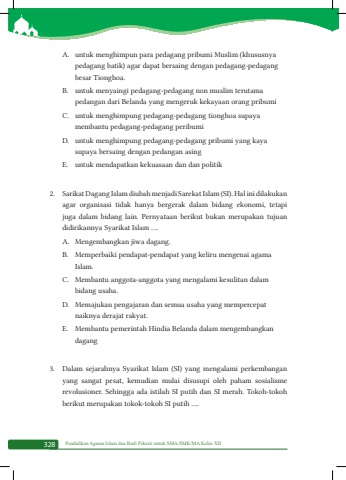 A. untuk menghimpun para pedagang pribumi Muslim (khususnya
pedagang batik) agar dapat bersaing dengan pedagang-pedagang
besar Tionghoa.
B. untuk menyaingi pedagang-pedagang non muslim terutama
pedangan dari Belanda yang mengeruk kekayaan orang pribumi
C. untuk menghimpung pedagang-pedagang tionghoa supaya
membantu pedagang-pedagang peribumi
D. untuk menghimpung pedagang-pedagang pribumi yang kaya
supaya bersaing dengan pedangan asing
E. untuk mendapatkan kekuasaan dan dan politik
2. Sarikat Dagang Islam diubah menjadi Sarekat Islam (SI). Hal ini dilakukan
agar organisasi tidak hanya bergerak dalam bidang ekonomi, tetapi
juga dalam bidang lain. Pernyataan berikut bukan merupakan tujuan
didirikannya Syarikat Islam ....
A. Mengembangkan jiwa dagang.
B. Memperbaiki pendapat-pendapat yang keliru mengenai agama
Islam.
C. Membantu anggota-anggota yang mengalami kesulitan dalam
bidang usaha.
D. Memajukan pengajaran dan semua usaha yang mempercepat
naiknya derajat rakyat.
E. Membantu pemerintah Hindia Belanda dalam mengembangkan
dagang
3. Dalam sejarahnya Syarikat Islam (SI) yang mengalami perkembangan
yang sangat pesat, kemudian mulai disusupi oleh paham sosialisme
revolusioner. Sehingga ada istilah SI putih dan SI merah. Tokoh-tokoh
berikut merupakan tokok-tokoh SI putih ....
328 Pendidikan Agama Islam dan Budi Pekerti untuk SMA/SMK/MA Kelas XII